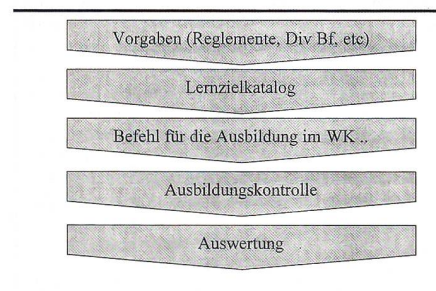 Vorgaben (Reglemente, Div Bf, etc)
Lernzielkatalog
Befehl für die Ausbildung im WK ..
Ausbildungskontrolle
Auswertung